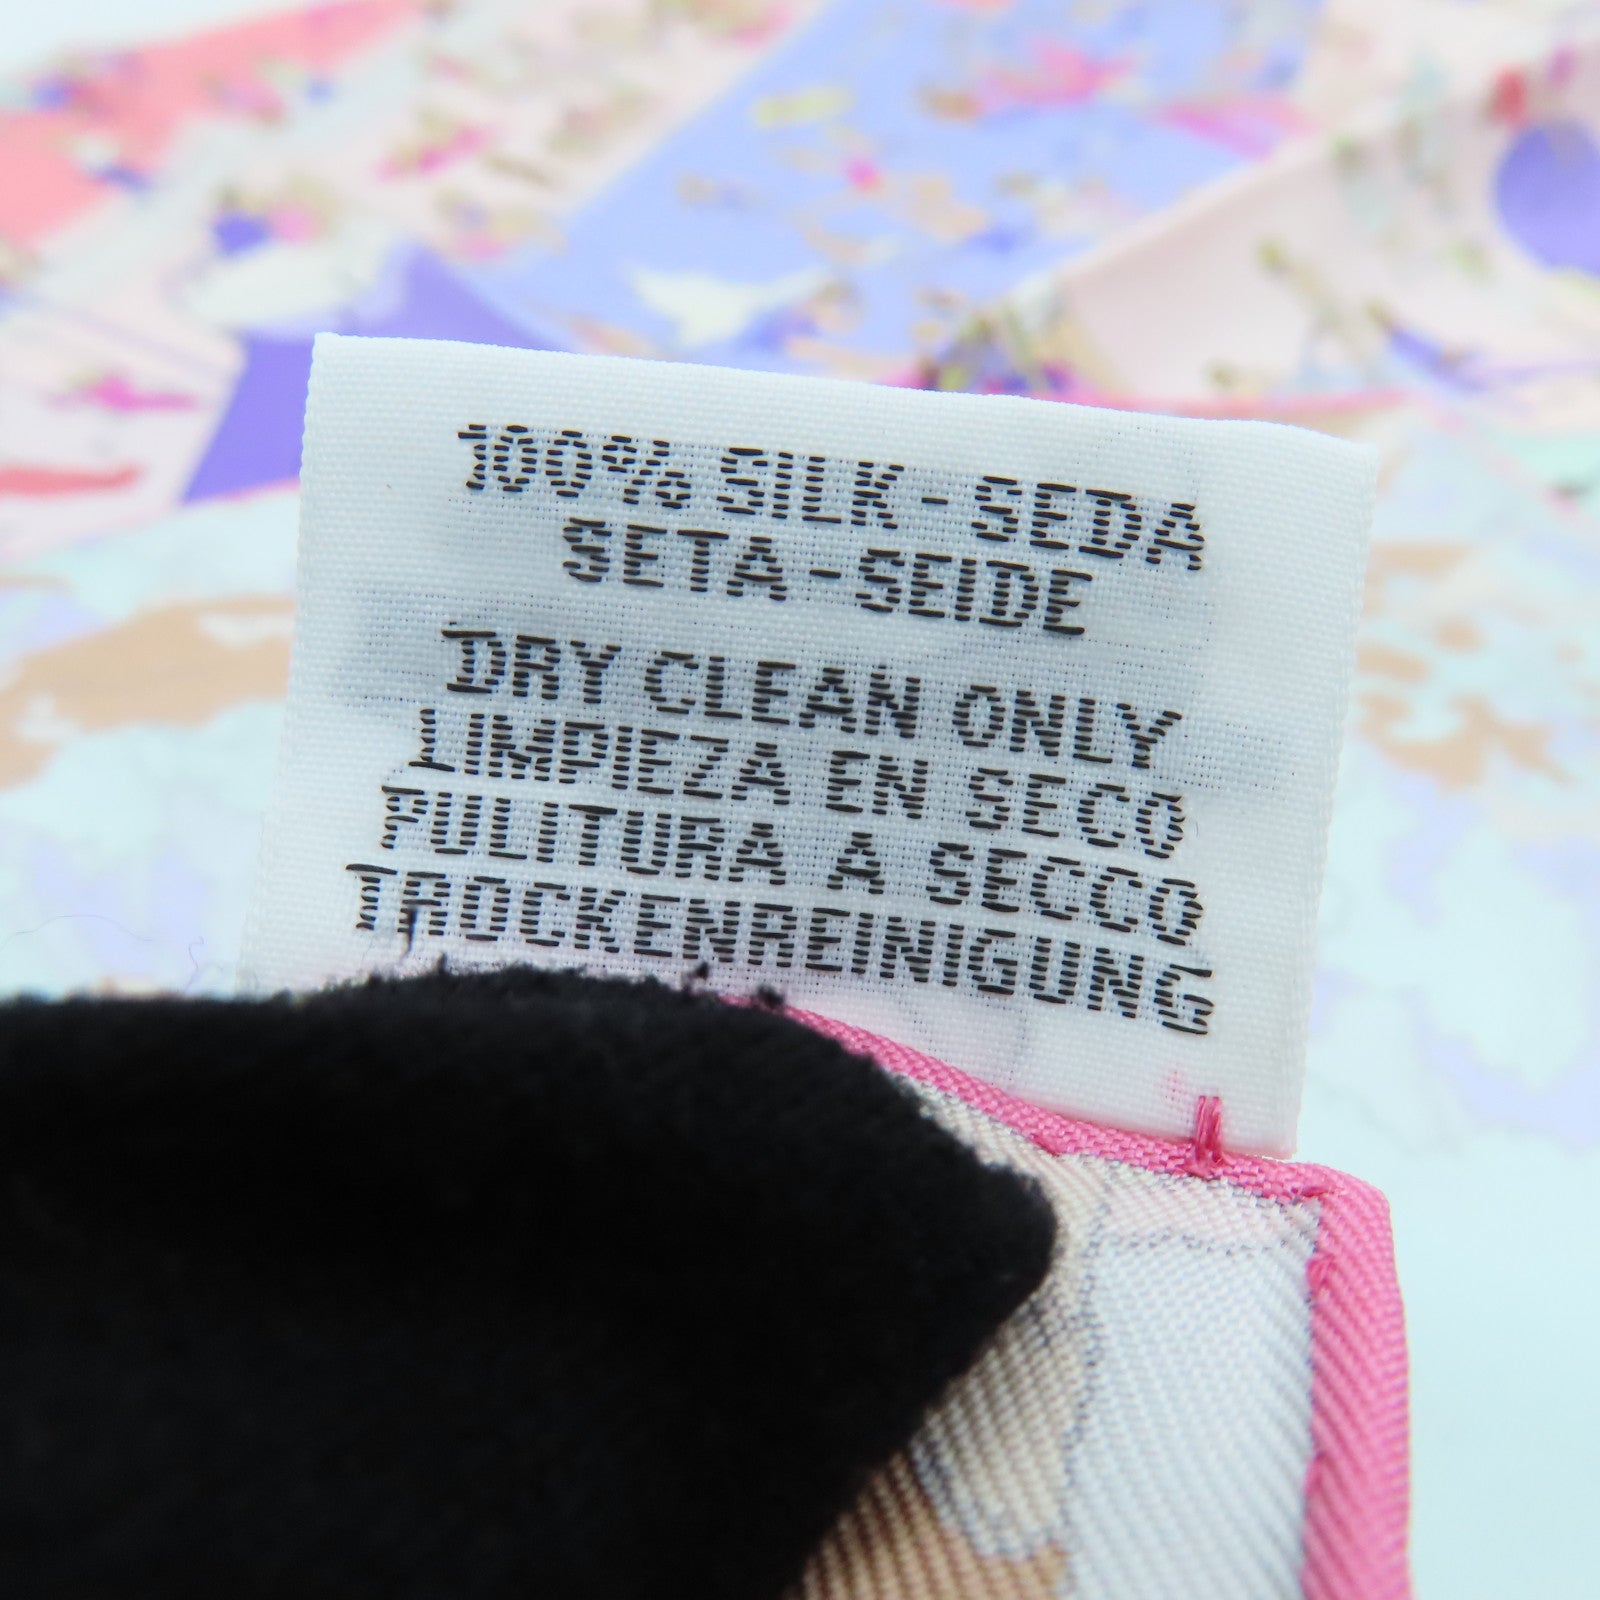 100% SILK - SEDA
SETA - SEIDE
DRY CLEAN ONLY
LIMPIEZA EN SECO
PULITURA A SECCO
TROCKENREINIGUNG